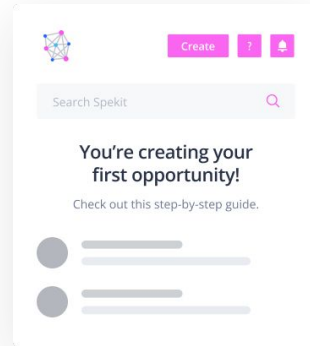 Create
?
Search Spekit
You’re creating your
first opportunity!
Check out this step-by-step guide.